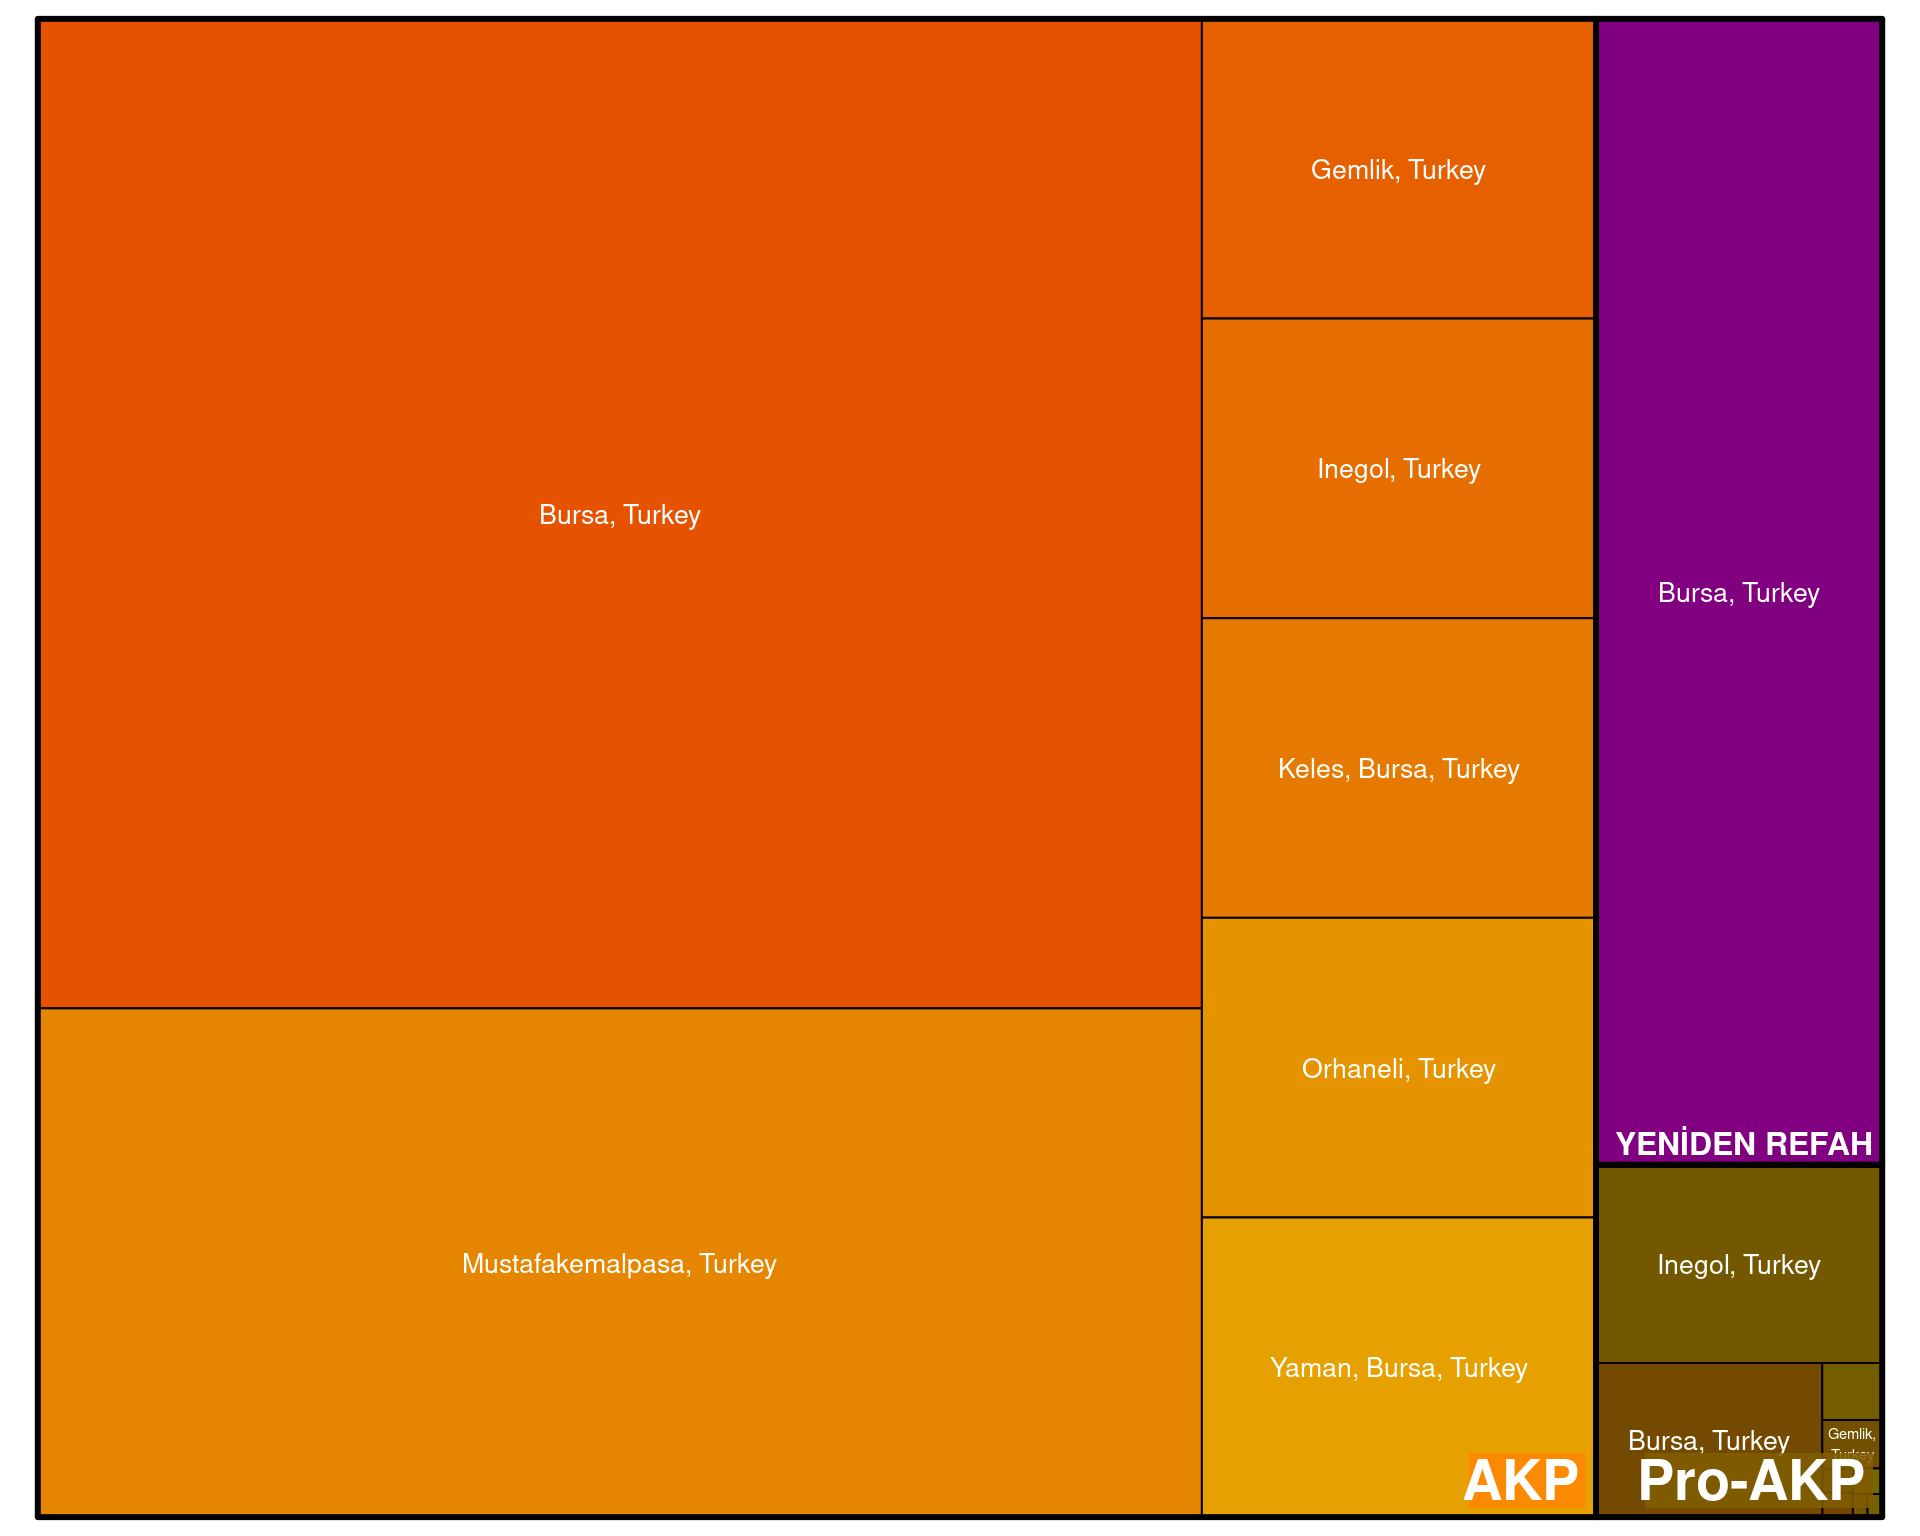 Bursa, Turkey
Mustafakemalpasa, Turkey
Gemlik, Turkey
Inegol, Turkey
Keles, Bursa, Turkey
Orhaneli, Turkey
Yaman, Bursa, Turkey
AKP
Bursa, Turkey
YENİDEN REFAH
Inegol, Turkey
Bursa, Turkey
Gemlik,
Turkey
Pro-AKP